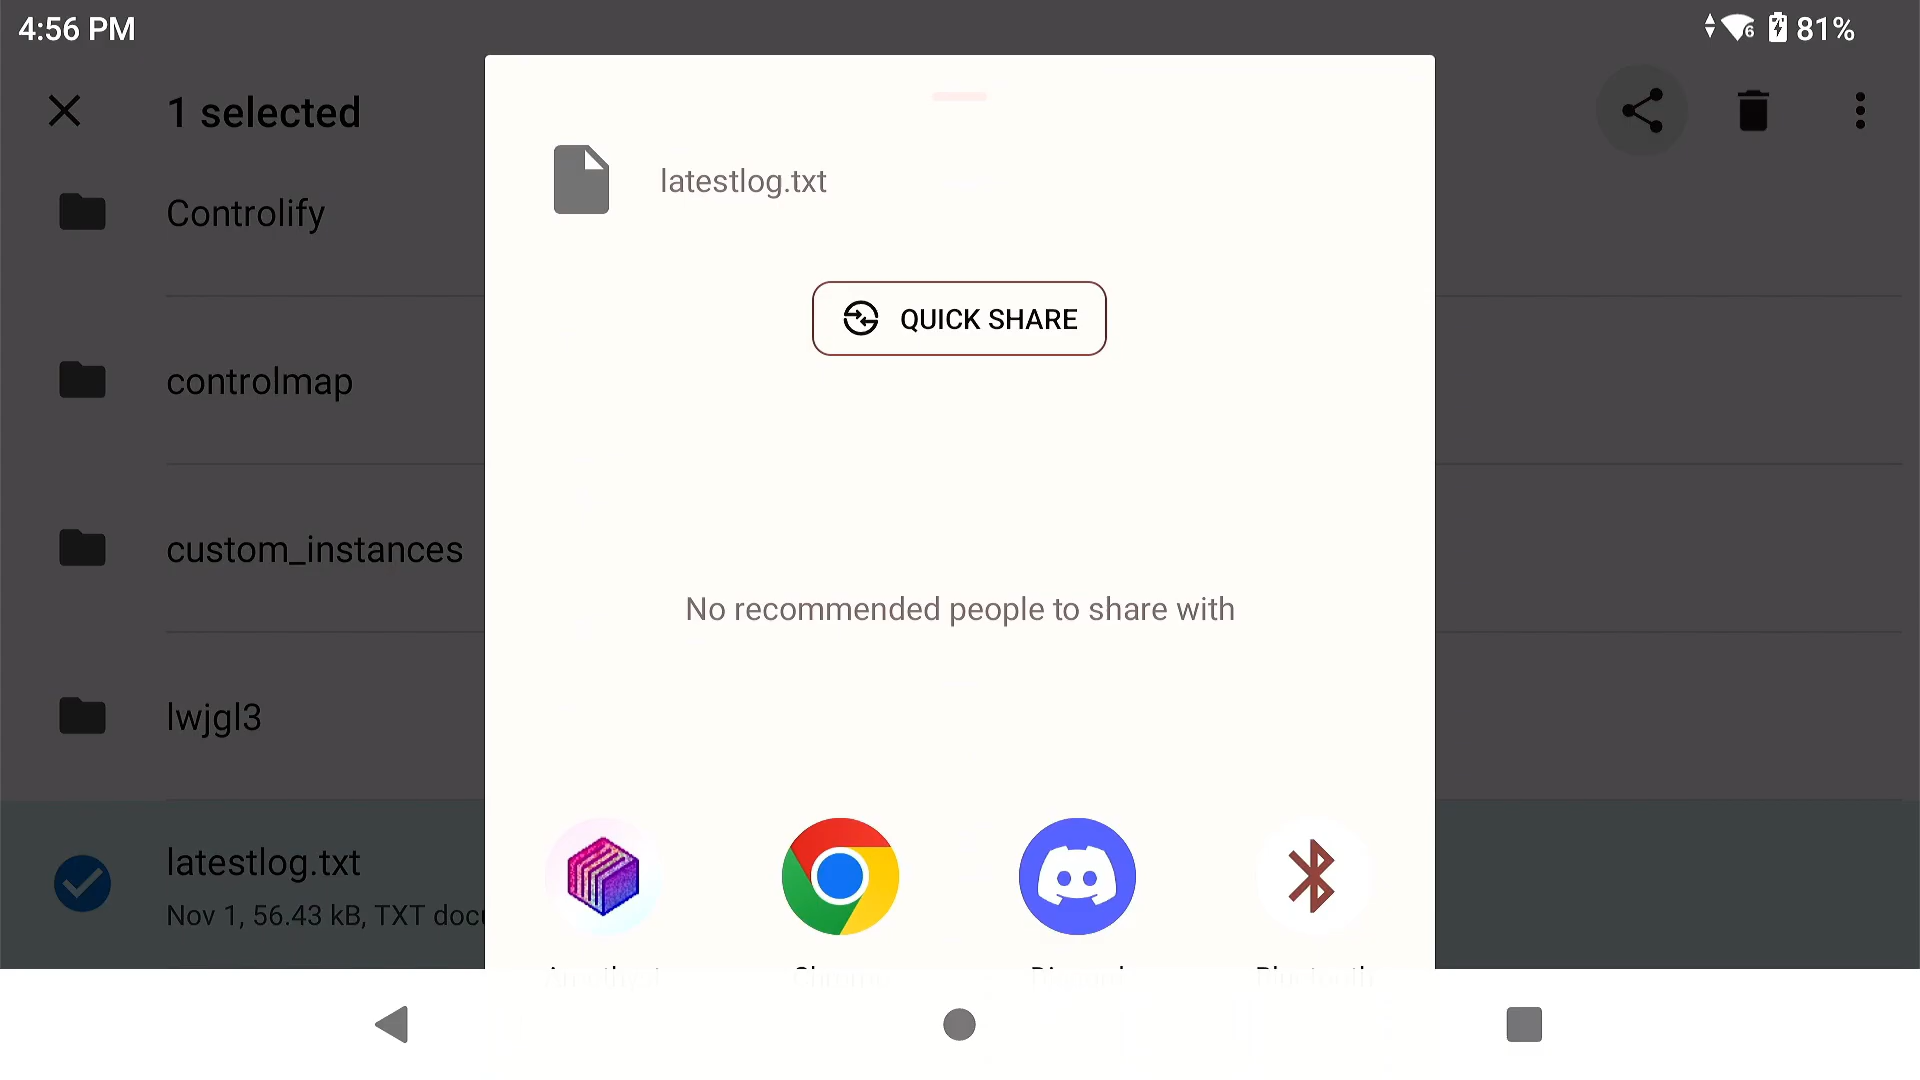 4:56 PM
6
81%
1 selected
latestlog.txt
Controlify
QUICK SHARE
controlmap
custom_instances
No recommended people to share with
lwjgl3
latestlog.txt
Nov 1, 56.43 kB, TXT